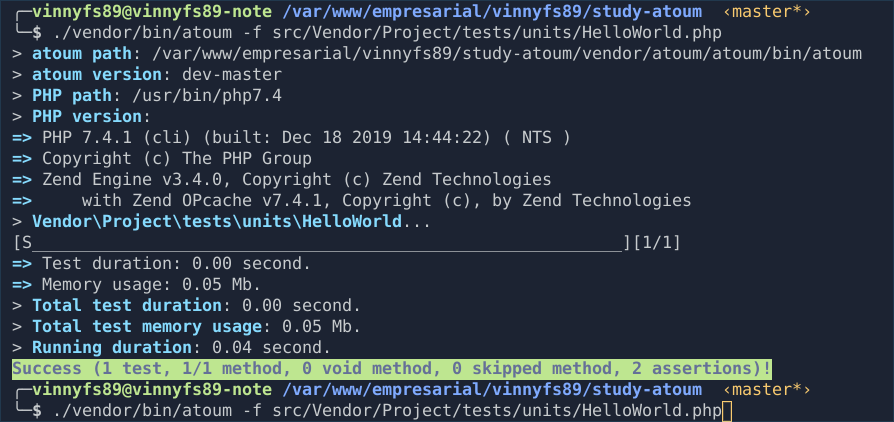 ╭─vinnyfs89@vinnyfs89-note /var/www/empresarial/vinnyfs89/study-atoum  ‹master*›
╰─$ ./vendor/bin/atoum -f src/Vendor/Project/tests/units/HelloWorld.php
> atoum path: /var/www/empresarial/vinnyfs89/study-atoum/vendor/atoum/atoum/bin/atoum
> atoum version: dev-master
> PHP path: /usr/bin/php7.4
> PHP version:
=> PHP 7.4.1 (cli) (built: Dec 18 2019 14:44:22) ( NTS )
=> Copyright (c) The PHP Group
=> Zend Engine v3.4.0, Copyright (c) Zend Technologies
=>     with Zend OPcache v7.4.1, Copyright (c), by Zend Technologies
> Vendor\Project\tests\units\HelloWorld...
[S___________________________________________________________][1/1]
=> Test duration: 0.00 second.
=> Memory usage: 0.05 Mb.
> Total test duration: 0.00 second.
> Total test memory usage: 0.05 Mb.
> Running duration: 0.04 second.
Success (1 test, 1/1 method, 0 void method, 0 skipped method, 2 assertions)!
╭─vinnyfs89@vinnyfs89-note /var/www/empresarial/vinnyfs89/study-atoum  ‹master*›
╰─$ ./vendor/bin/atoum -f src/Vendor/Project/tests/units/HelloWorld.php